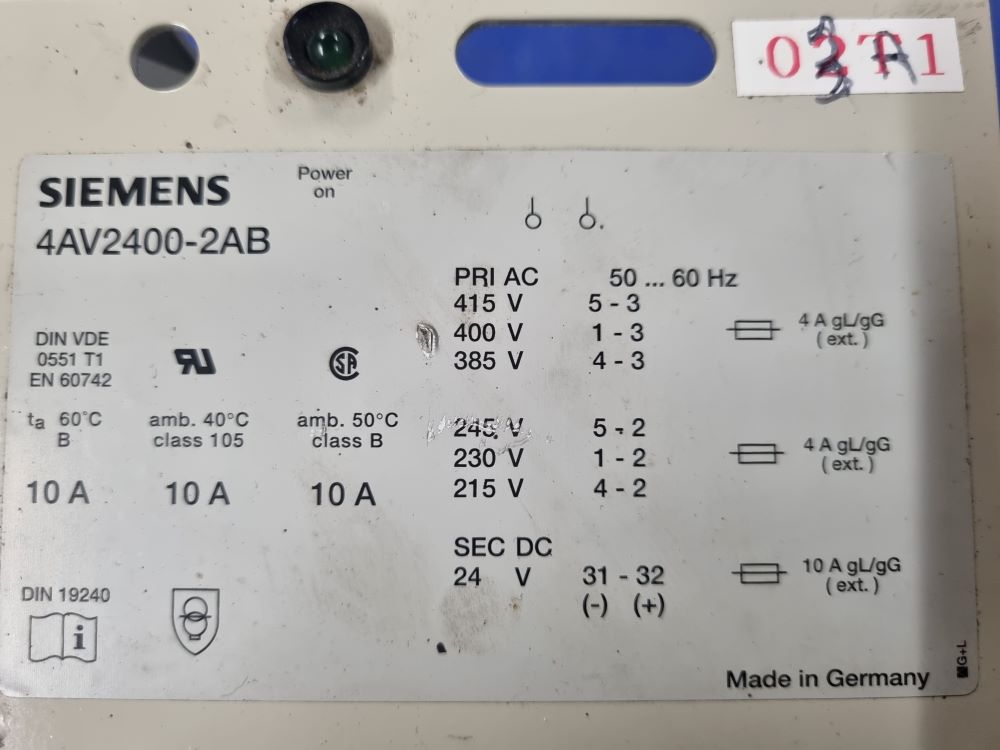 SIEMENS
4AV2400-2AB
Power
on
PRI AC 50 ... 60 Hz
415 V 5 - 3
400 V 1 - 3
385 V 4 - 3
4 A gL/gG
( ext. )
DIN VDE
0551 T1
EN 60742
ta 60°C
B
amb. 40°C
class 105
amb. 50°C
class B
10 A 10 A 10 A
245 V 5 - 2
230 V 1 - 2
215 V 4 - 2
4 A gL/gG
( ext. )
SEC DC
24 V 31 - 32
(-) (+)
10 A gL/gG
( ext. )
DIN 19240
i
Made in Germany
G+L